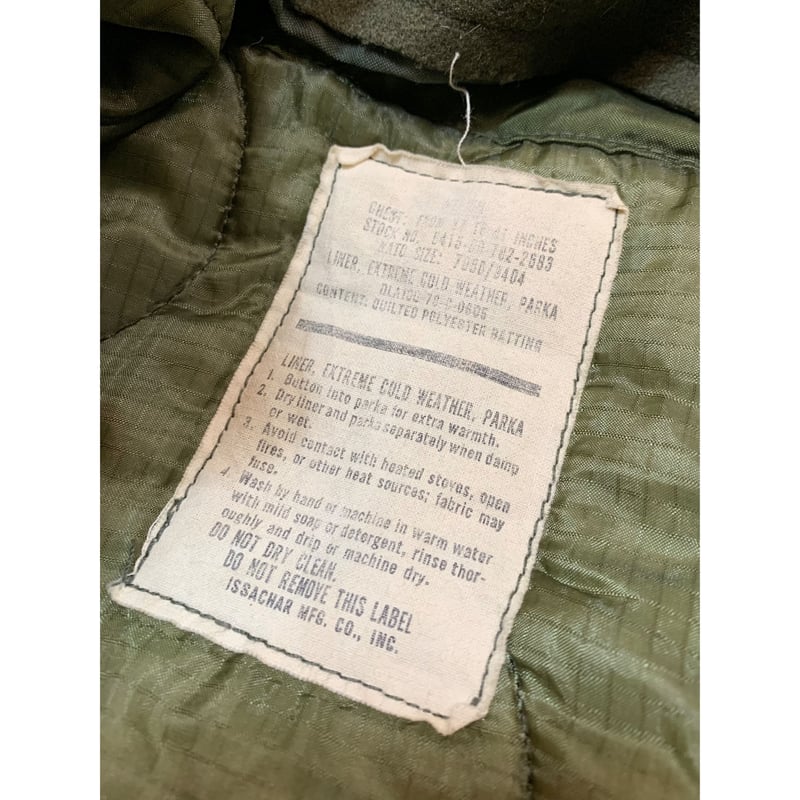 CHEST: FROM 37 TO 41 INCHES
STOCK NO. 8415-00-782-2883
NATO SIZE: 7080/9404
LINER, EXTREME COLD WEATHER, PARKA
CONTENT: QUILTED POLYESTER BATTING
LINER, EXTREME COLD WEATHER, PARKA
1. Button into parka for extra warmth.
2. Dry liner and parka separately when damp
or wet.
3. Avoid contact with heated stoves, open
fires, or other heat sources; fabric may
fuse.
4. Wash by hand or machine in warm water
with mild soap or detergent, rinse thor-
oughly and drip or machine dry.
DO NOT DRY CLEAN.
DO NOT REMOVE THIS LABEL
ISSACHAR MFG. CO., INC.